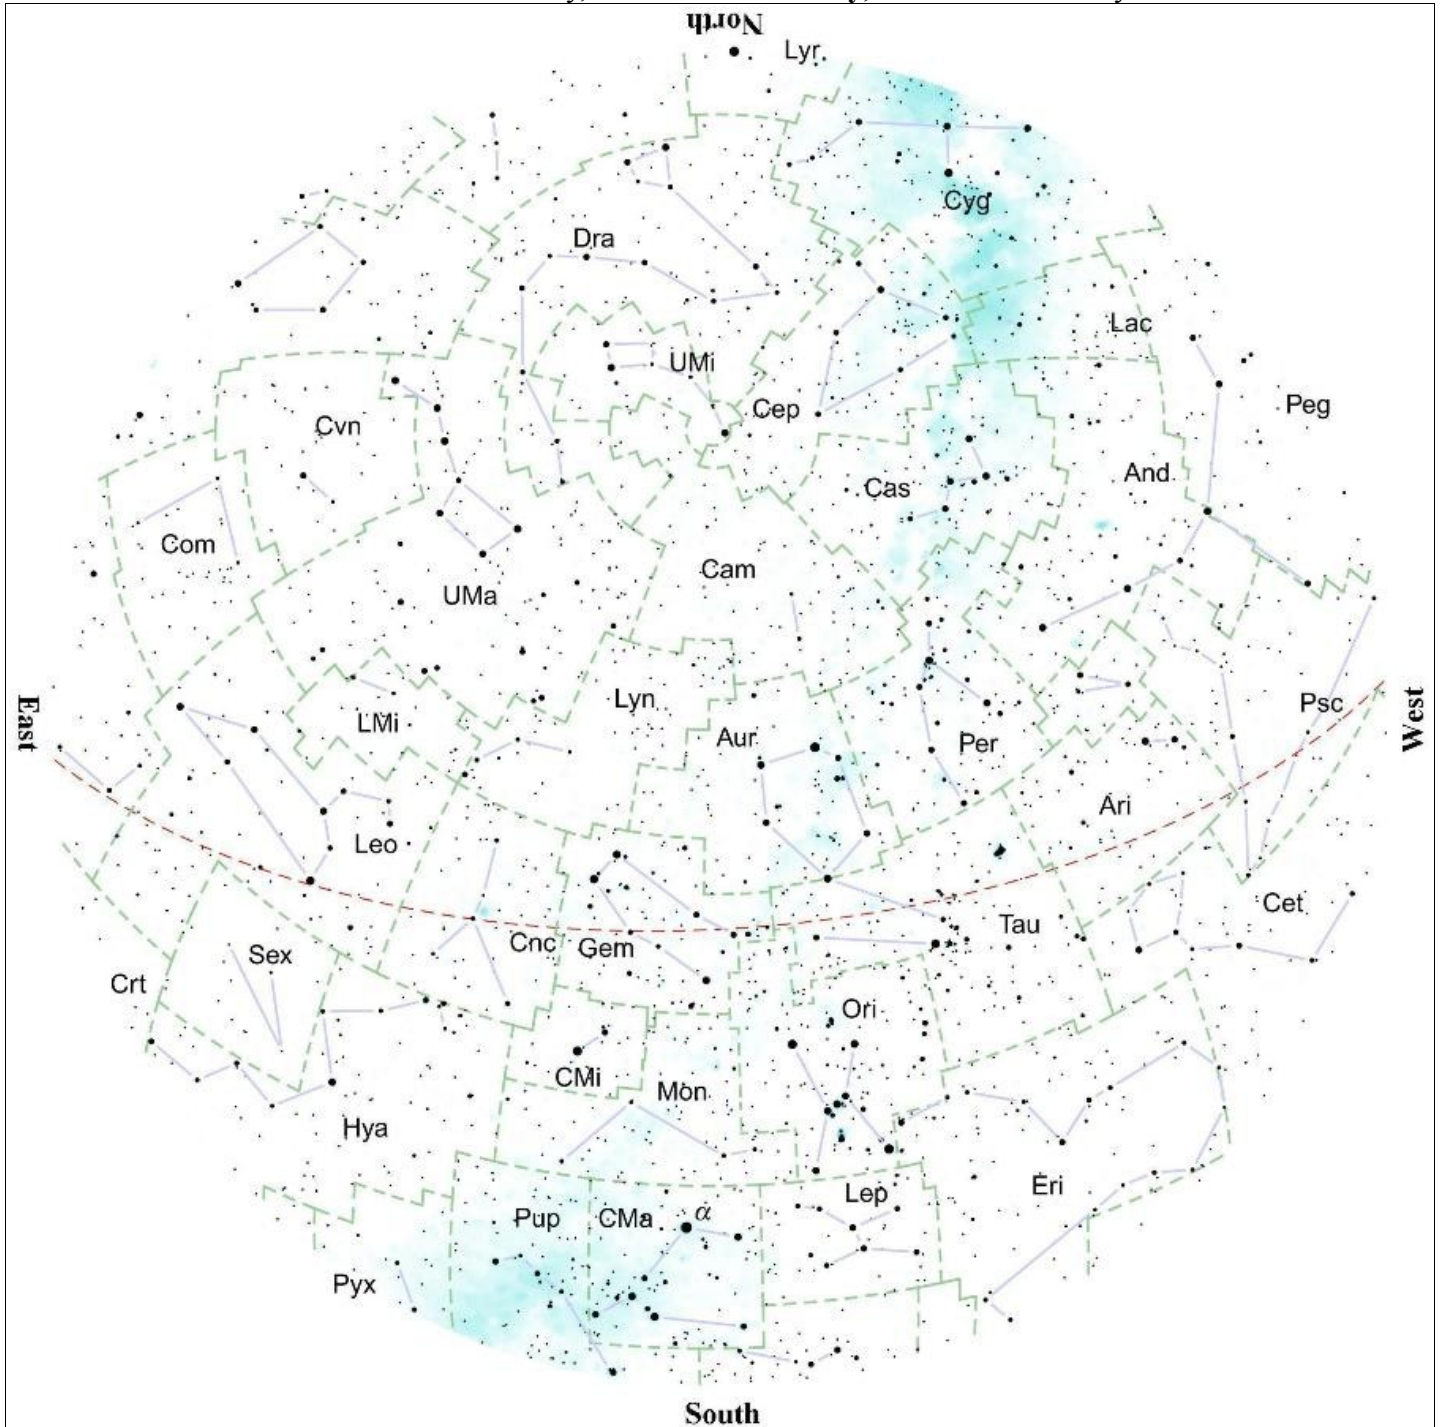 North
Lyr
Cyg
Dra
Lac
UMi
Cep
Peg
Cvn
And
Cas
Com
Cam
UMa
Lyn
Psc
East
West
LMi
Aur
Per
Ari
Leo
Cet
Tau
Cnc
Gem
Sex
Crt
Ori
CMi
Mon
Hya
Eri
Lep
Pup
CMa
α
Pyx
South